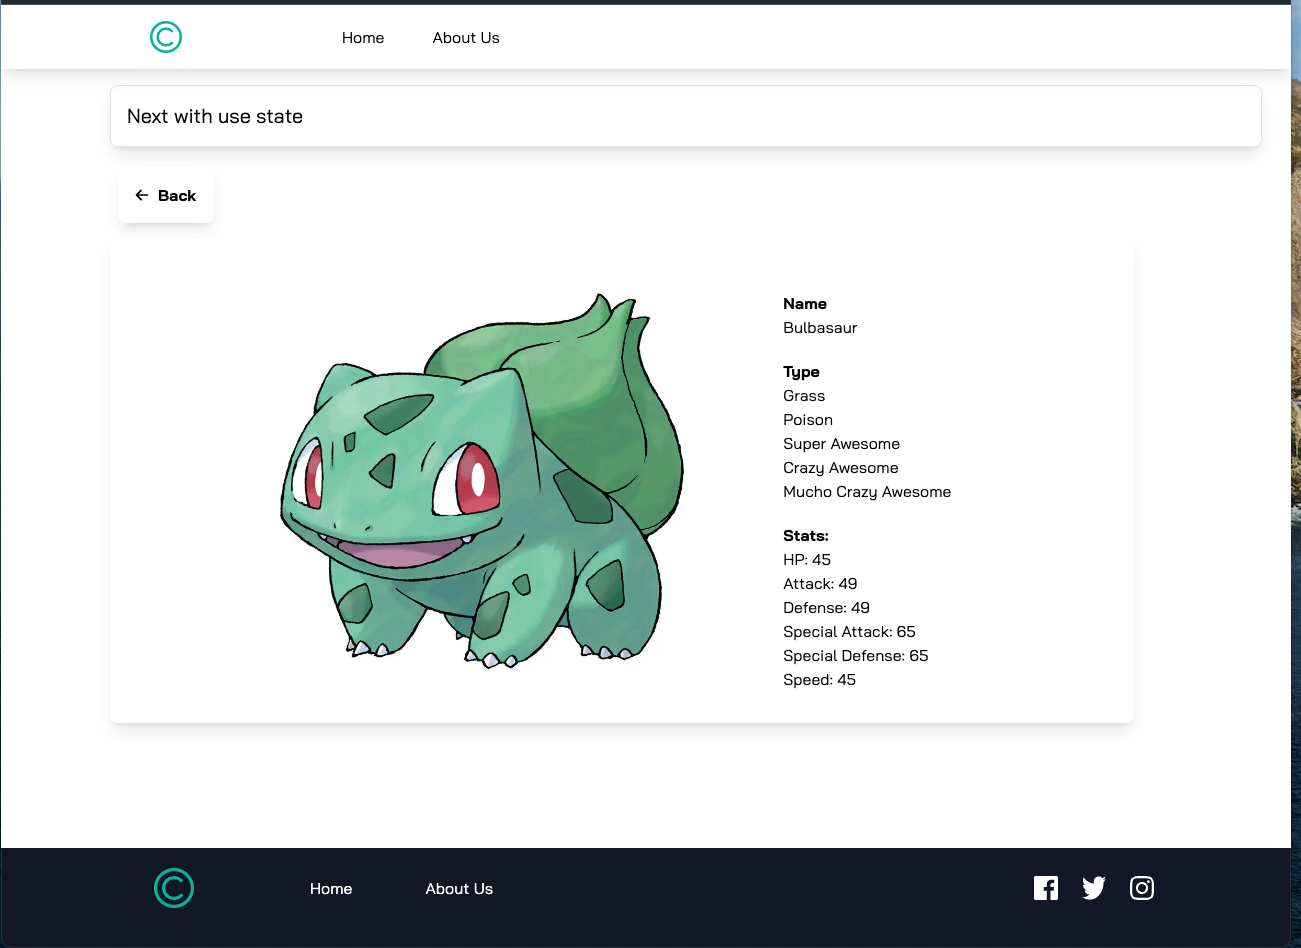 Home
About Us
Next with use state
← Back
Name
Bulbasaur
Type
Grass
Poison
Super Awesome
Crazy Awesome
Mucho Crazy Awesome
Stats:
HP: 45
Attack: 49
Defense: 49
Special Attack: 65
Special Defense: 65
Speed: 45
Home
About Us